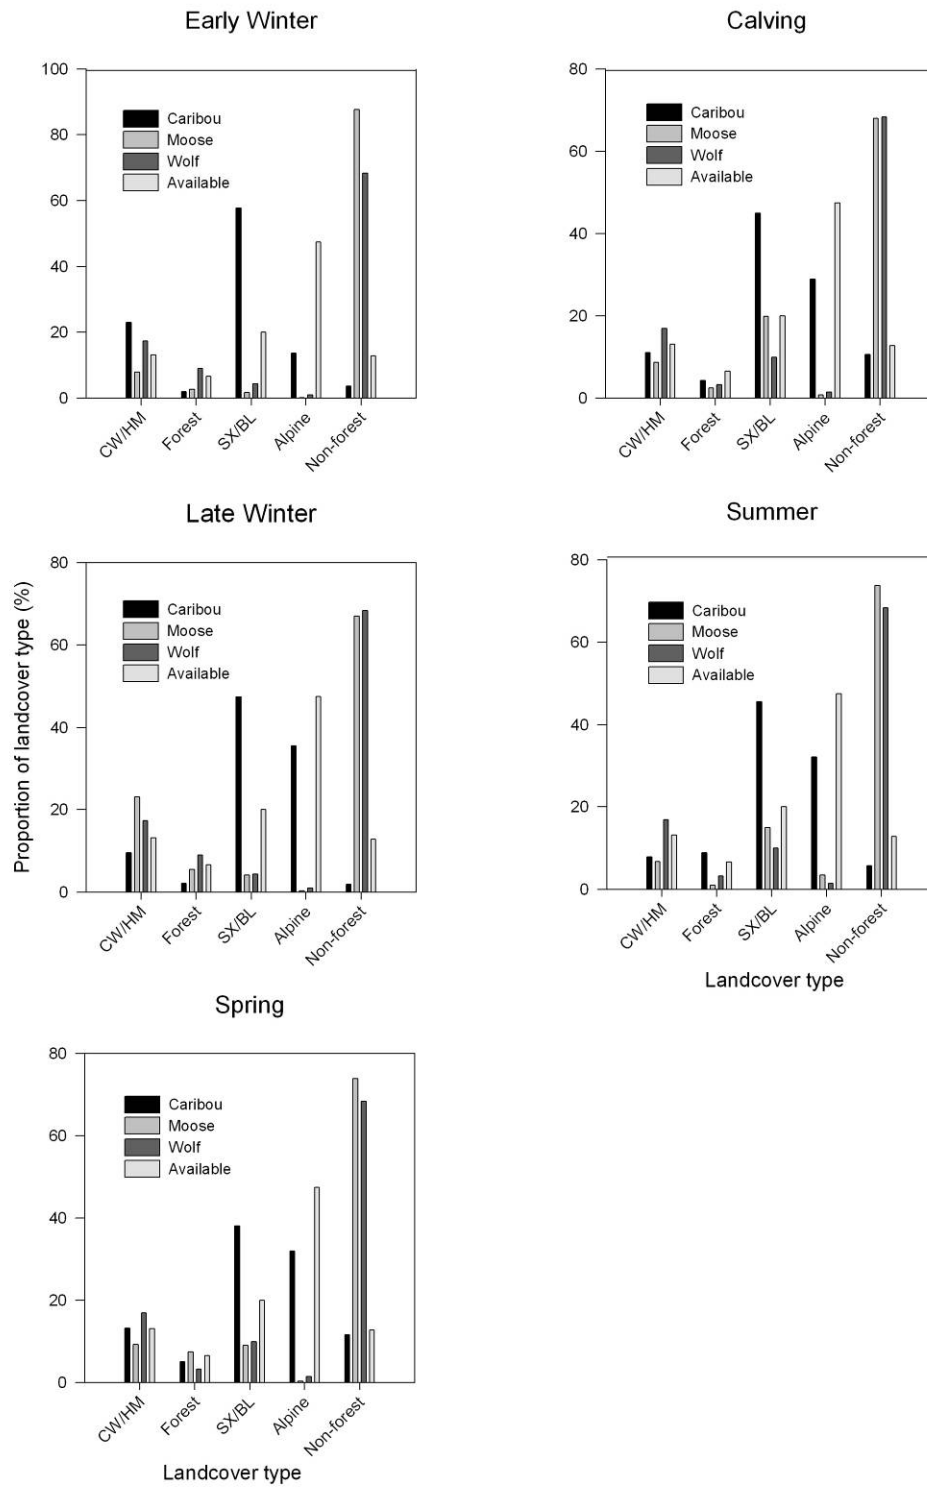 Early Winter
100
80
60
40
20
0
Caribou
Moose
Wolf
Available
CW/HM
Forest
SX/BL
Alpine
Non-forest
Calving
80
60
40
20
0
Caribou
Moose
Wolf
Available
CW/HM
Forest
SX/BL
Alpine
Non-forest
Late Winter
Proportion of landcover type (%)
80
60
40
20
0
Caribou
Moose
Wolf
Available
CW/HM
Forest
SX/BL
Alpine
Non-forest
Summer
80
60
40
20
0
Caribou
Moose
Wolf
Available
CW/HM
Forest
SX/BL
Alpine
Non-forest
Landcover type
Spring
80
60
40
20
0
Caribou
Moose
Wolf
Available
CW/HM
Forest
SX/BL
Alpine
Non-forest
Landcover type